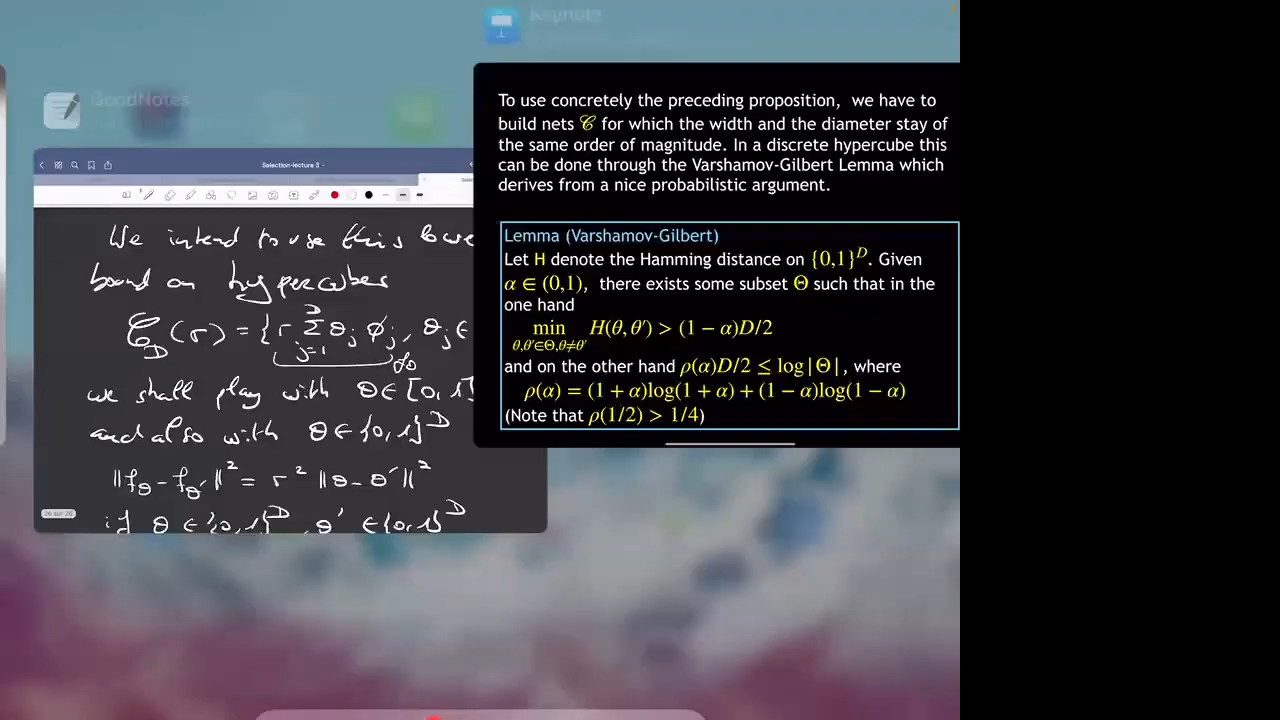 Keynote
GoodNotes
Selection-lecture 3
We intend to use this lowe
bound on hypercubes
𝒞_D(r) = {r Σ_{j=1}^D θ_j ϕ_j, θ_j ∈
f_θ
we shall play with θ ∈ [0,1]
and also with θ ∈ {0,1}^D
‖f_θ - f_θ'‖² = r² ‖θ - θ'‖²
if θ ∈ {0,1}^D, θ' ∈ {0,1}^D
26 sur 26
To use concretely the preceding proposition, we have to
build nets 𝒞 for which the width and the diameter stay of
the same order of magnitude. In a discrete hypercube this
can be done through the Varshamov-Gilbert Lemma which
derives from a nice probabilistic argument.
Lemma (Varshamov-Gilbert)
Let H denote the Hamming distance on {0,1}^D. Given
α ∈ (0,1), there exists some subset Θ such that in the
one hand
min_{θ,θ'∈Θ,θ≠θ'} H(θ,θ') > (1 − α)D/2
and on the other hand ρ(α)D/2 ≤ log|Θ|, where
ρ(α) = (1 + α)log(1 + α) + (1 − α)log(1 − α)
(Note that ρ(1/2) > 1/4)